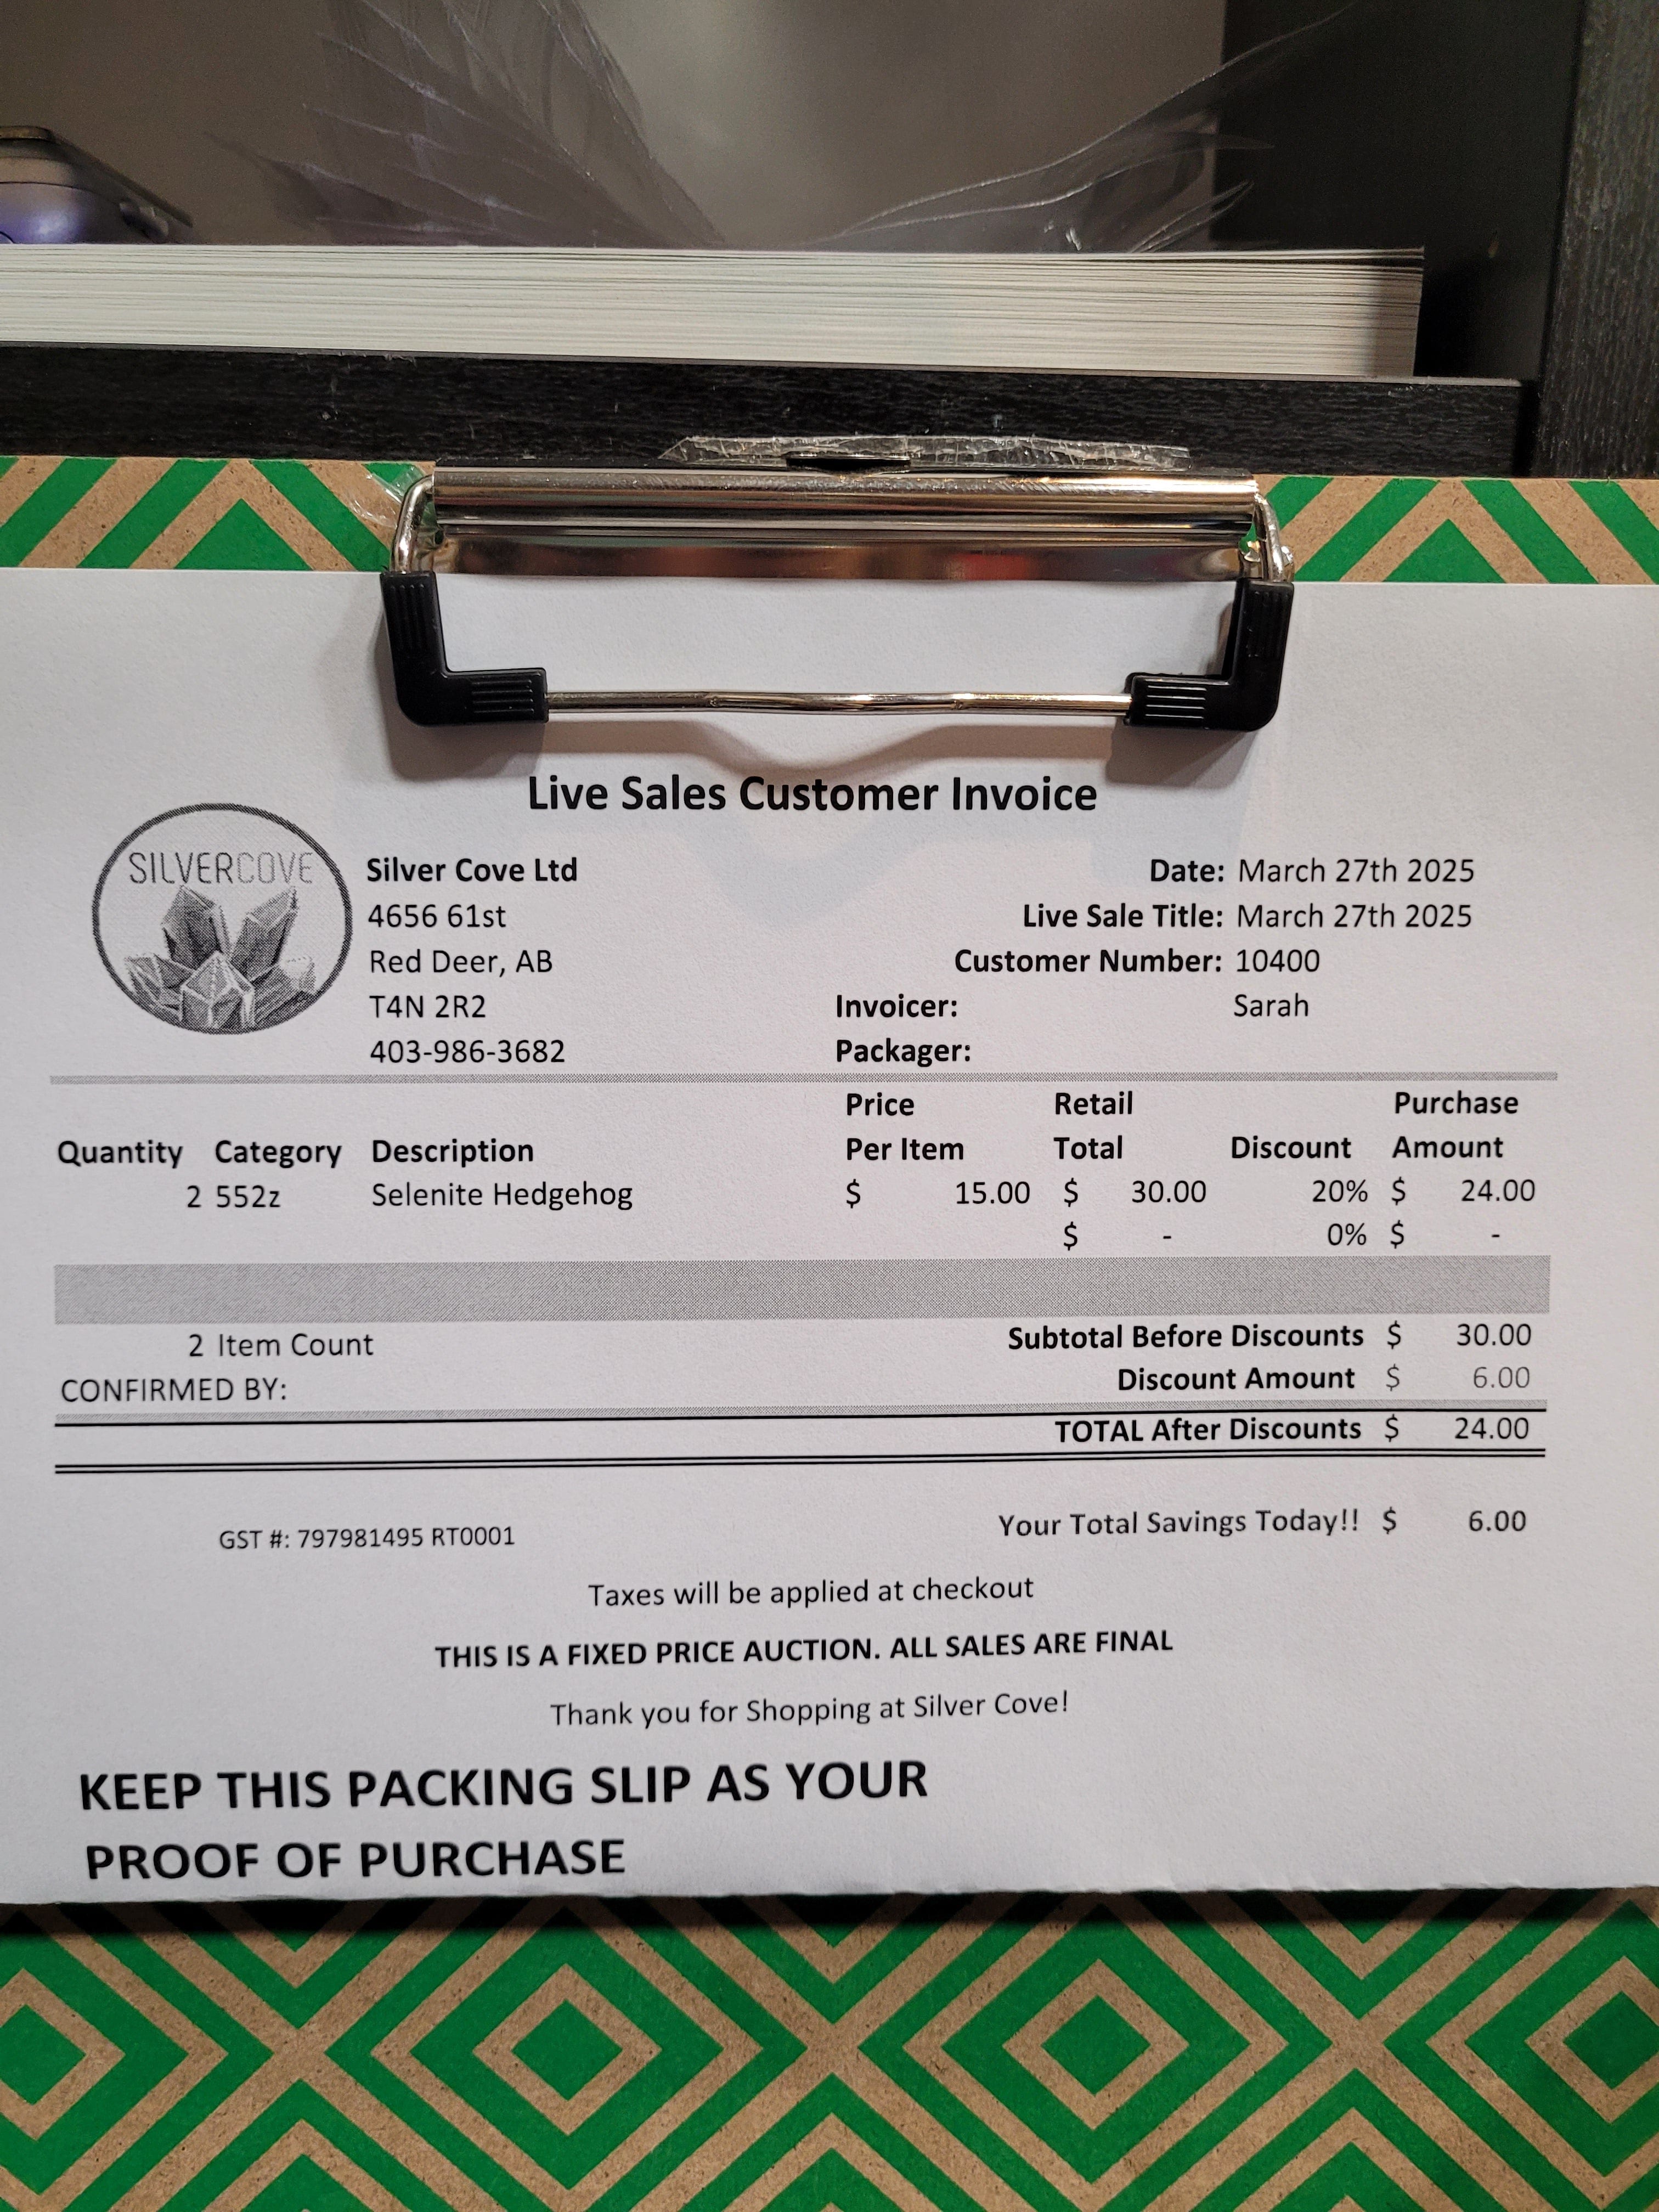 Live Sales Customer Invoice
SILVERCOVE
Silver Cove Ltd
4656 61st
Red Deer, AB
T4N 2R2
403-986-3682
Date: March 27th 2025
Live Sale Title: March 27th 2025
Customer Number: 10400
Invoicer: Sarah
Packager:
Price Retail Purchase
Quantity Category Description Per Item Total Discount Amount
2 552z Selenite Hedgehog $ 15.00 $ 30.00 20% $ 24.00
$ - 0% $ -
2 Item Count Subtotal Before Discounts $ 30.00
CONFIRMED BY: Discount Amount $ 6.00
TOTAL After Discounts $ 24.00
GST #: 797981495 RT0001 Your Total Savings Today!! $ 6.00
Taxes will be applied at checkout
THIS IS A FIXED PRICE AUCTION. ALL SALES ARE FINAL
Thank you for Shopping at Silver Cove!
KEEP THIS PACKING SLIP AS YOUR
PROOF OF PURCHASE